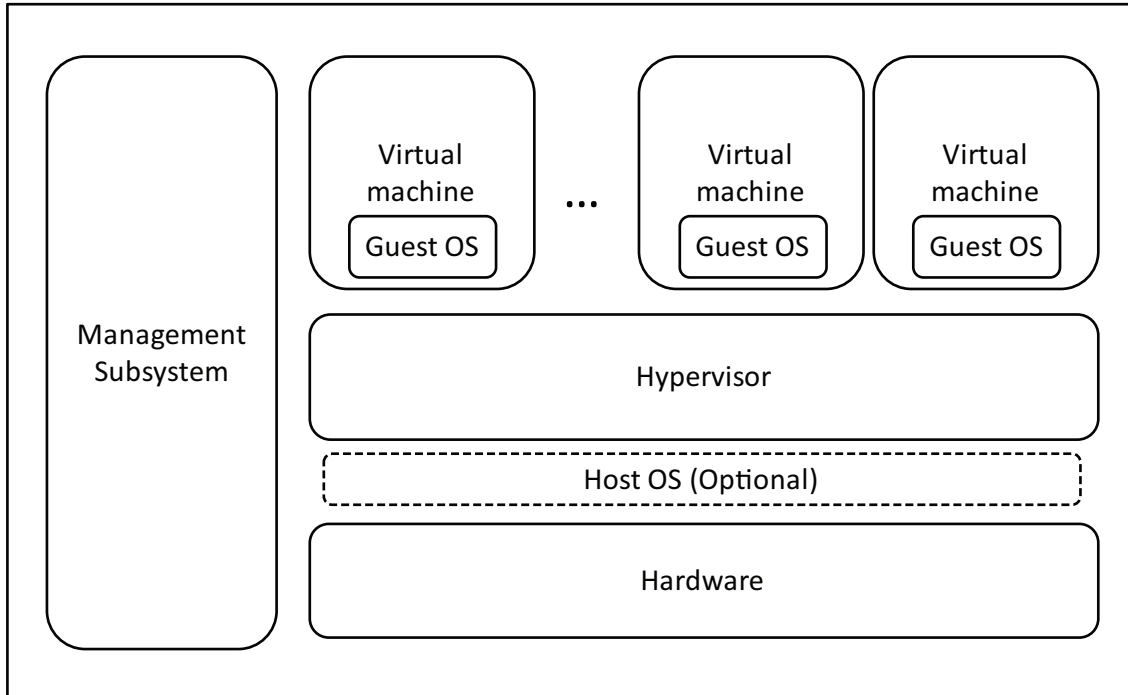 Management
Subsystem
Virtual
machine
Guest OS
...
Virtual
machine
Guest OS
Virtual
machine
Guest OS
Hypervisor
Host OS (Optional)
Hardware